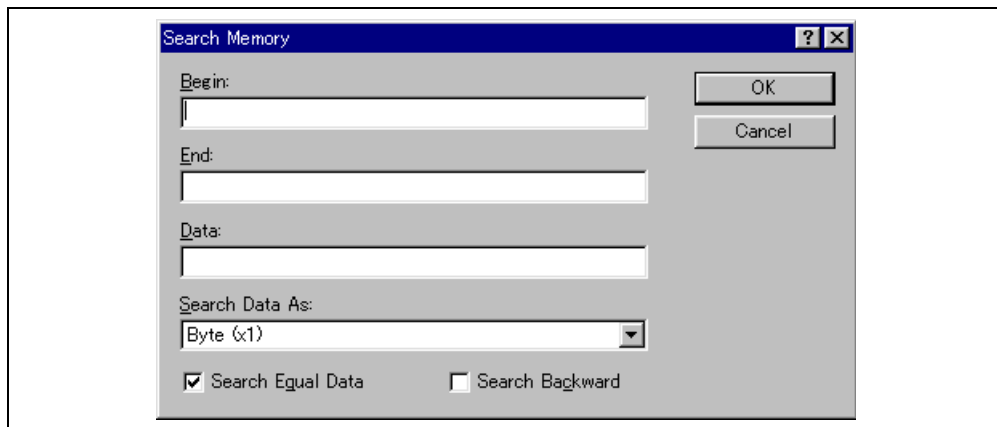 Search Memory
Begin:
OK
Cancel
End:
Data:
Search Data As:
Byte (x1)
Search Equal Data
Search Backward